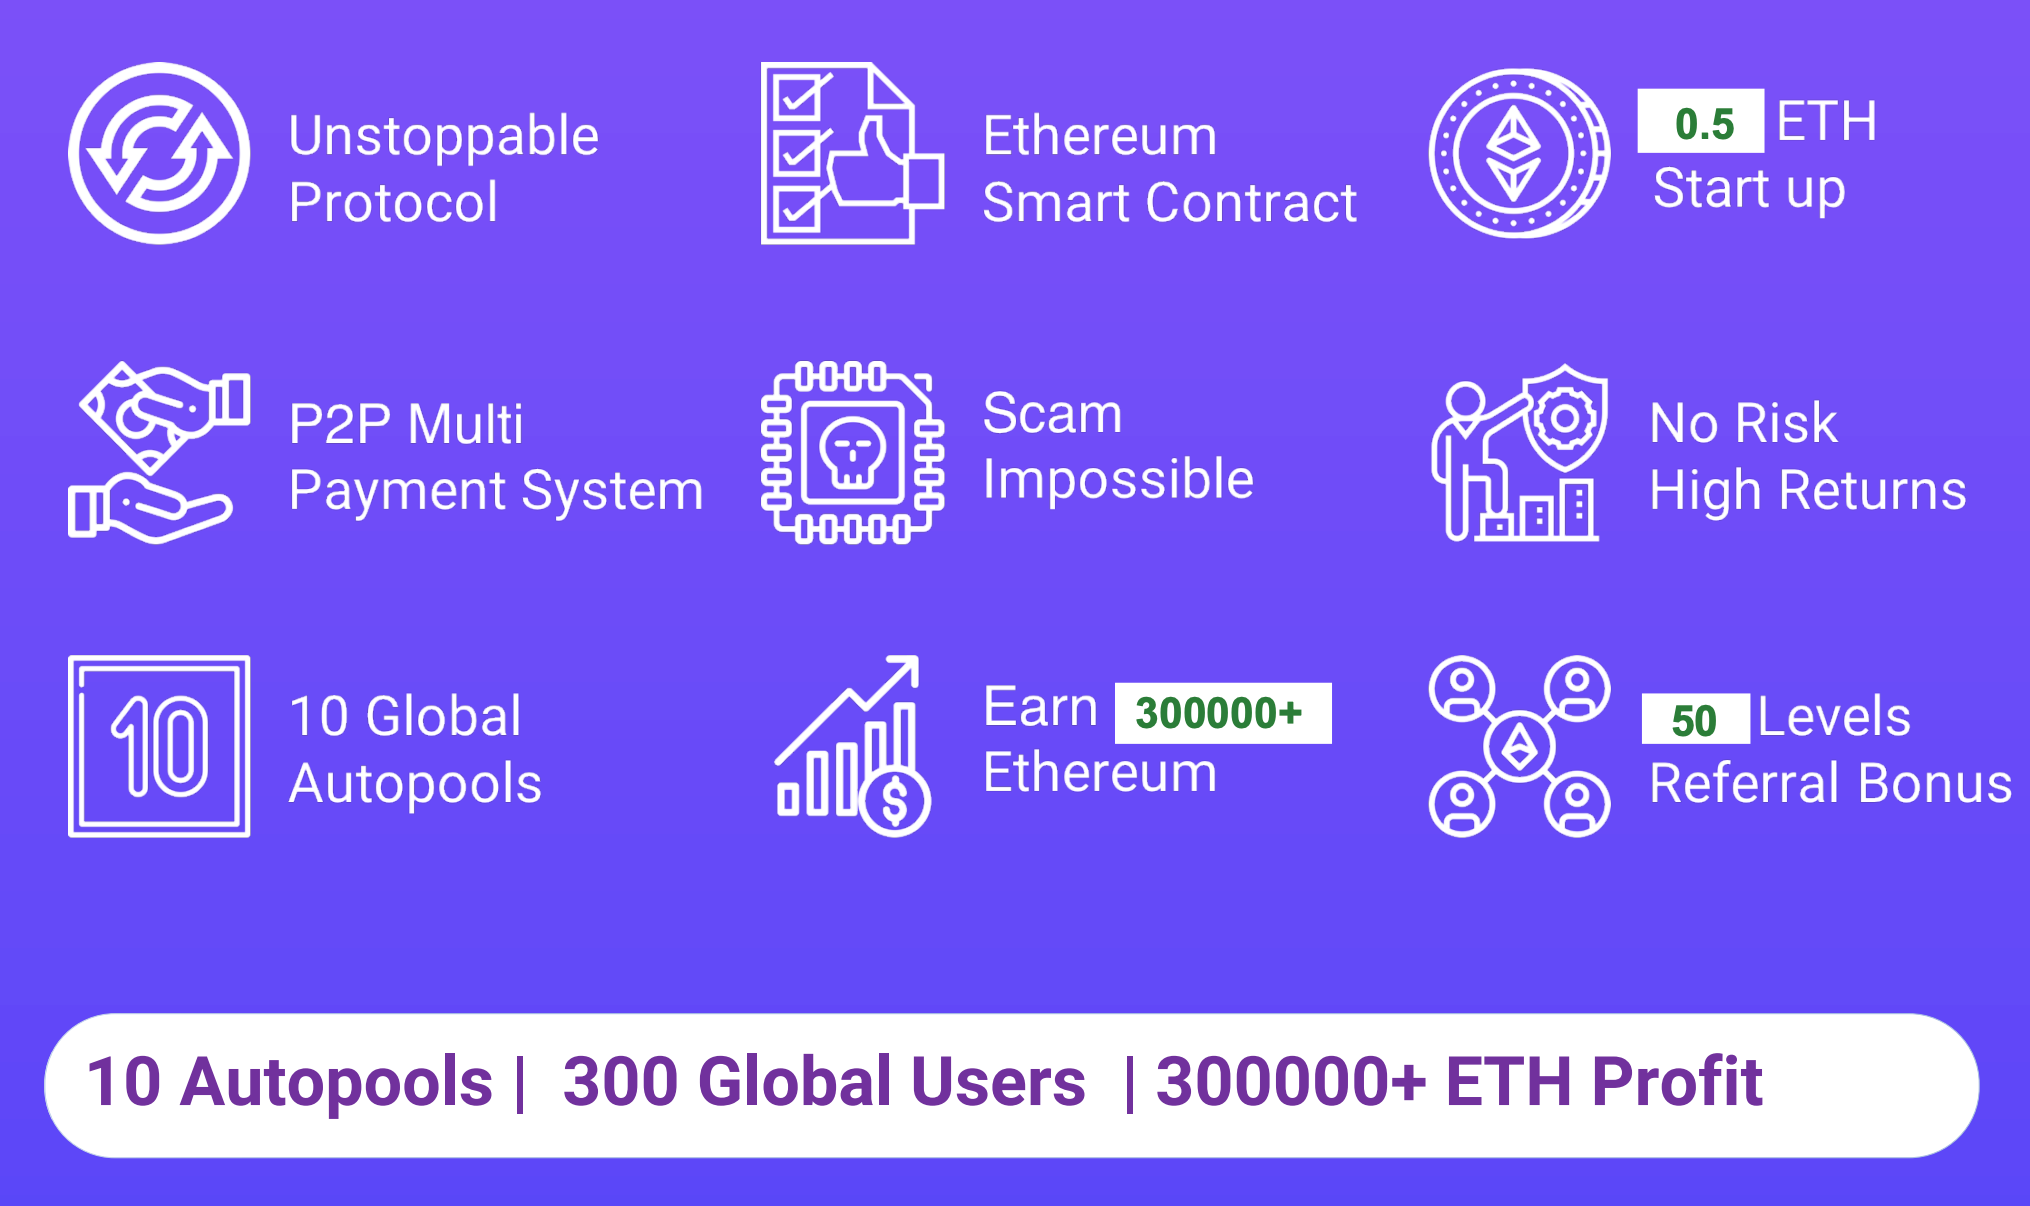 Unstoppable
Protocol
Ethereum
Smart Contract
0.5 ETH
Start up
P2P Multi
Payment System
Scam
Impossible
No Risk
High Returns
10
10 Global
Autopools
Earn 300000+
Ethereum
$
50 Levels
Referral Bonus
10 Autopools | 300 Global Users | 300000+ ETH Profit